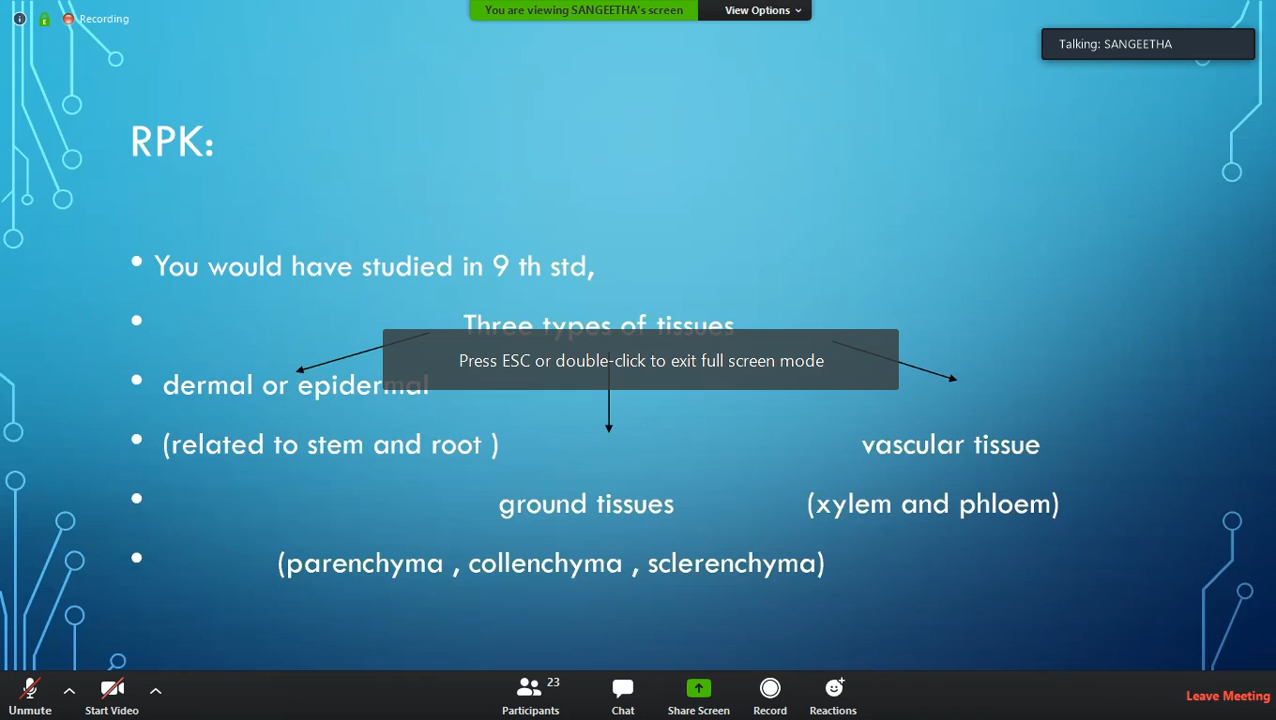 Recording
You are viewing SANGEETHA's screen
View Options
Talking: SANGEETHA
RPK:
• You would have studied in 9 th std,
• Three types of tissues
Press ESC or double-click to exit full screen mode
• dermal or epidermal
• (related to stem and root ) vascular tissue
• ground tissues (xylem and phloem)
• (parenchyma , collenchyma , sclerenchyma)
Unmute
Start Video
23
Participants
Chat
Share Screen
Record
Reactions
Leave Meeting